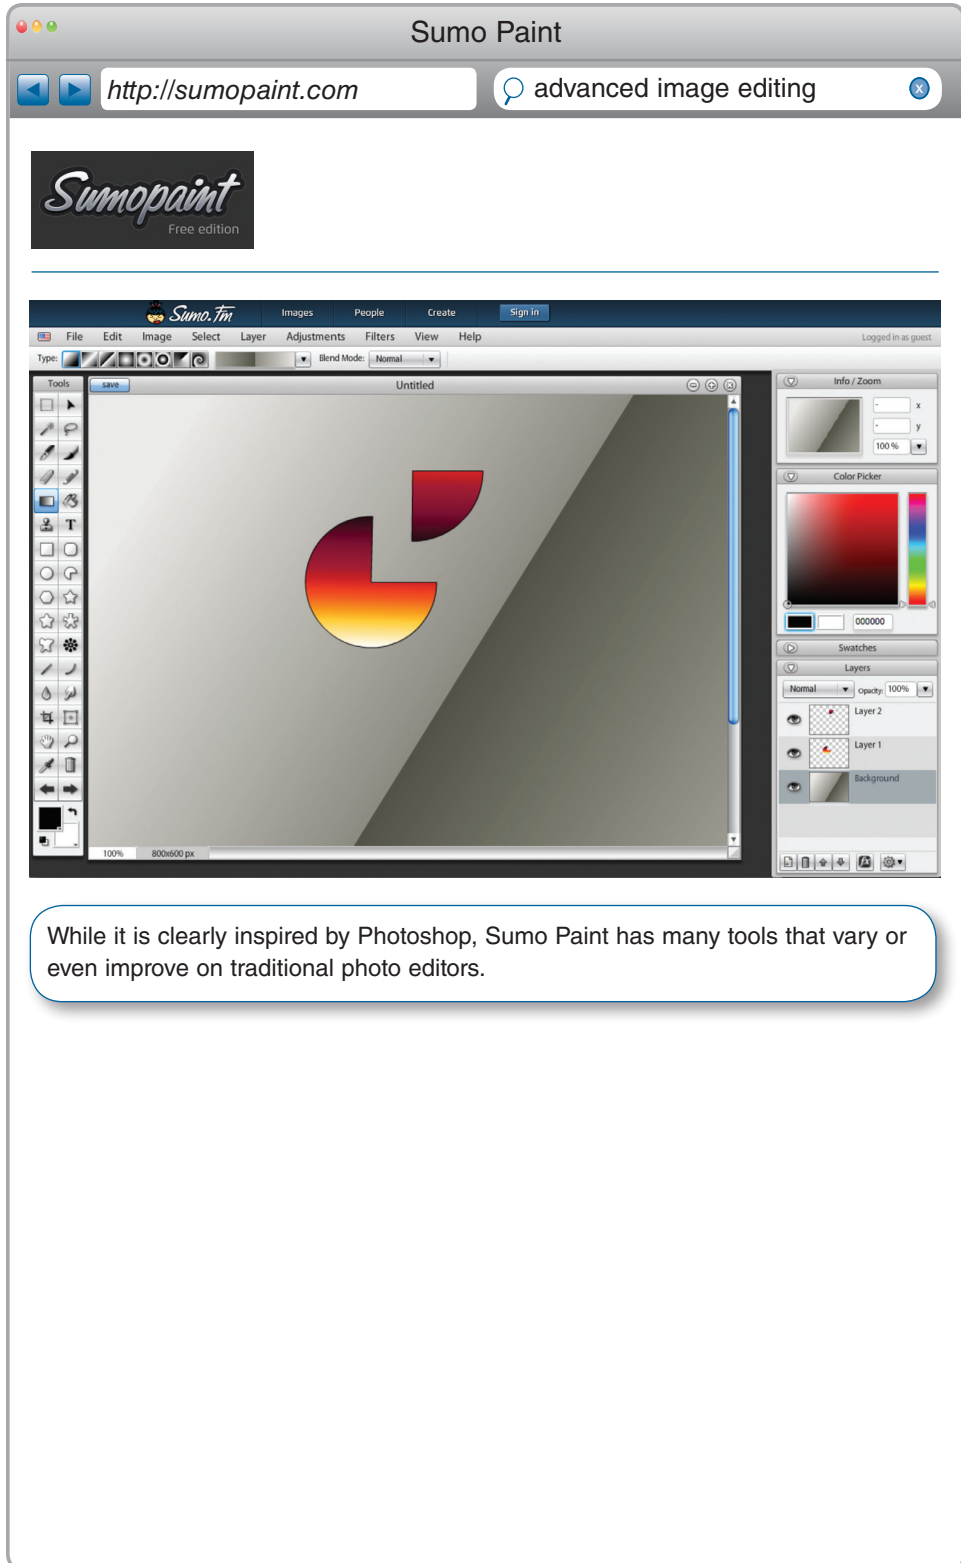 Sumo Paint
http://sumopaint.com
advanced image editing
x
Sumopaint
Free edition
Sumo.fm Images People Create Sign in
File Edit Image Select Layer Adjustments Filters View Help Logged in as guest
Type: Blend Mode: Normal
Tools
save Untitled
T
100% 800x600 px
Info / Zoom
- x
- y
100 %
Color Picker
000000
Swatches
Layers
Normal Opacity: 100%
Layer 2
Layer 1
Background
While it is clearly inspired by Photoshop, Sumo Paint has many tools that vary or
even improve on traditional photo editors.